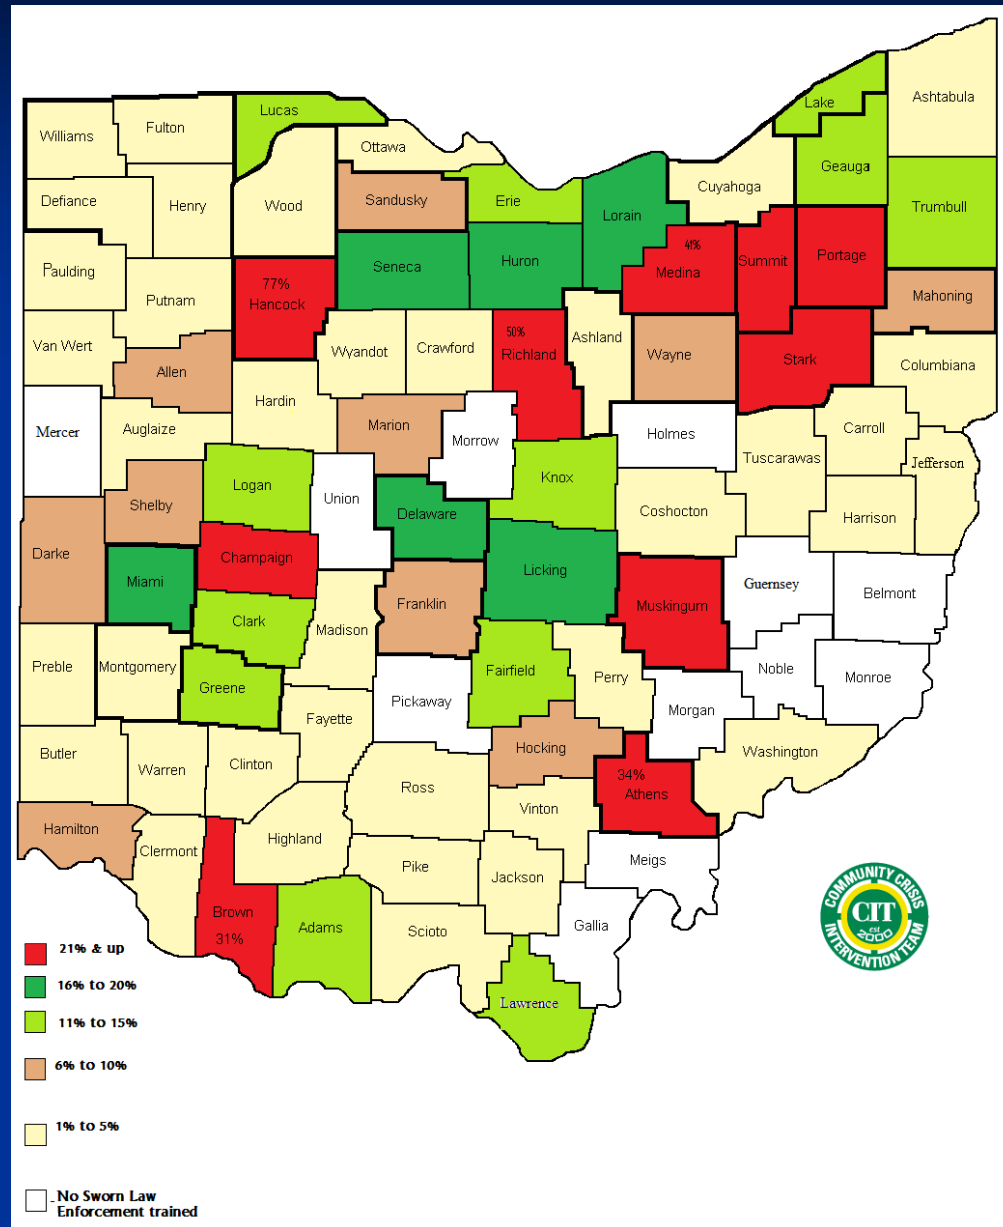 Ashtabula
Lake
Lucas
Fulton
Williams
Ottawa
Geauga
Cuyahoga
Defiance
Henry
Wood
Sandusky
Erie
Lorain
Trumbull
41%
Medina
Summit
Portage
Paulding
Seneca
Huron
77%
Hancock
Putnam
Mahoning
Van Wert
Allen
Wyandot
Crawford
50%
Richland
Ashland
Wayne
Stark
Columbiana
Hardin
Mercer
Auglaize
Marion
Morrow
Holmes
Carroll
Tuscarawas
Jefferson
Logan
Union
Knox
Shelby
Delaware
Coshocton
Harrison
Darke
Champaign
Licking
Miami
Guernsey
Belmont
Franklin
Muskingum
Clark
Madison
Preble
Montgomery
Fairfield
Perry
Noble
Monroe
Greene
Pickaway
Morgan
Fayette
Hocking
Washington
Butler
Warren
Clinton
Ross
34%
Athens
Vinton
Hamilton
Highland
Clermont
Pike
Meigs
Jackson
Brown
31%
Adams
Scioto
Gallia
Lawrence
COMMUNITY CRISIS
CIT
est
2000
INTERVENTION TEAM
21% & up
16% to 20%
11% to 15%
6% to 10%
1% to 5%
- No Sworn Law
Enforcement trained